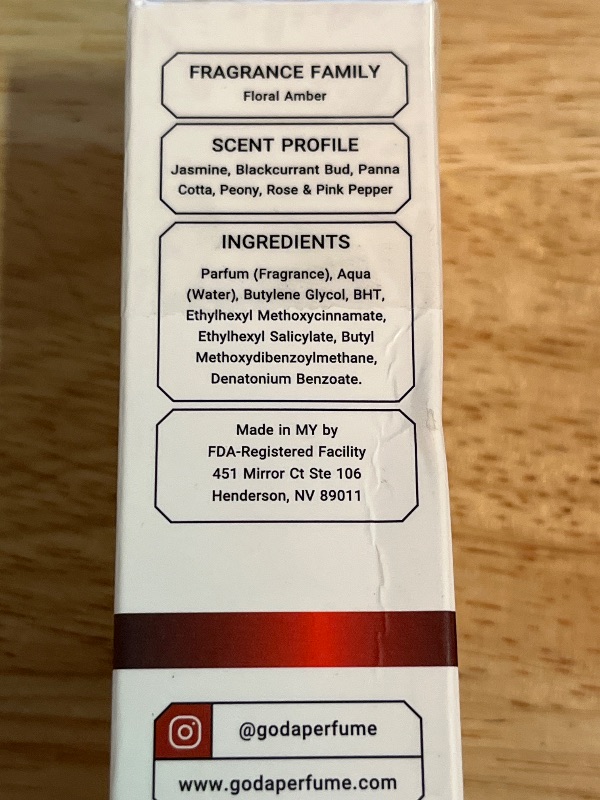 FRAGRANCE FAMILY
Floral Amber
SCENT PROFILE
Jasmine, Blackcurrant Bud, Panna
Cotta, Peony, Rose & Pink Pepper
INGREDIENTS
Parfum (Fragrance), Aqua
(Water), Butylene Glycol, BHT,
Ethylhexyl Methoxycinnamate,
Ethylhexyl Salicylate, Butyl
Methoxydibenzoylmethane,
Denatonium Benzoate.
Made in MY by
FDA-Registered Facility
451 Mirror Ct Ste 106
Henderson, NV 89011
@godaperfume
www.godaperfume.com